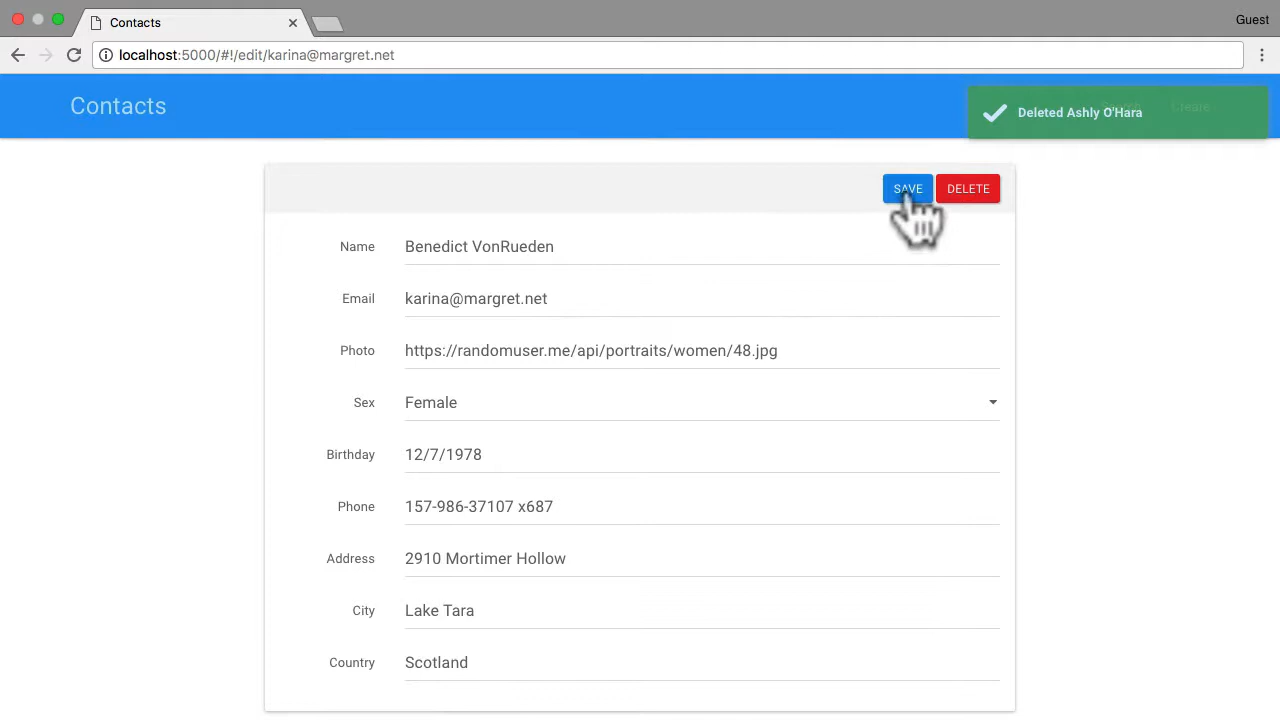 Contacts
Guest
localhost:5000/#!/edit/karina@margret.net
Contacts
Create
Deleted Ashly O'Hara
SAVE DELETE
Name Benedict VonRueden
Email karina@margret.net
Photo https://randomuser.me/api/portraits/women/48.jpg
Sex Female
Birthday 12/7/1978
Phone 157-986-37107 x687
Address 2910 Mortimer Hollow
City Lake Tara
Country Scotland